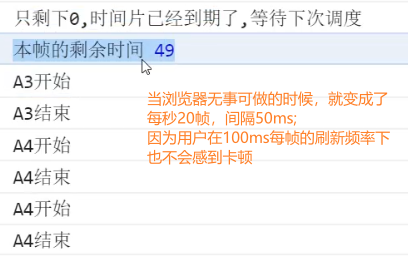 只剩下0,时间片已经到期了,等待下次调度
本帧的剩余时间 49
A3开始
A3结束
A4开始
A4结束
A4开始
A4结束
当浏览器无事可做的时候，就变成了
每秒20帧，间隔50ms;
因为用户在100ms每帧的刷新频率下
也不会感到卡顿